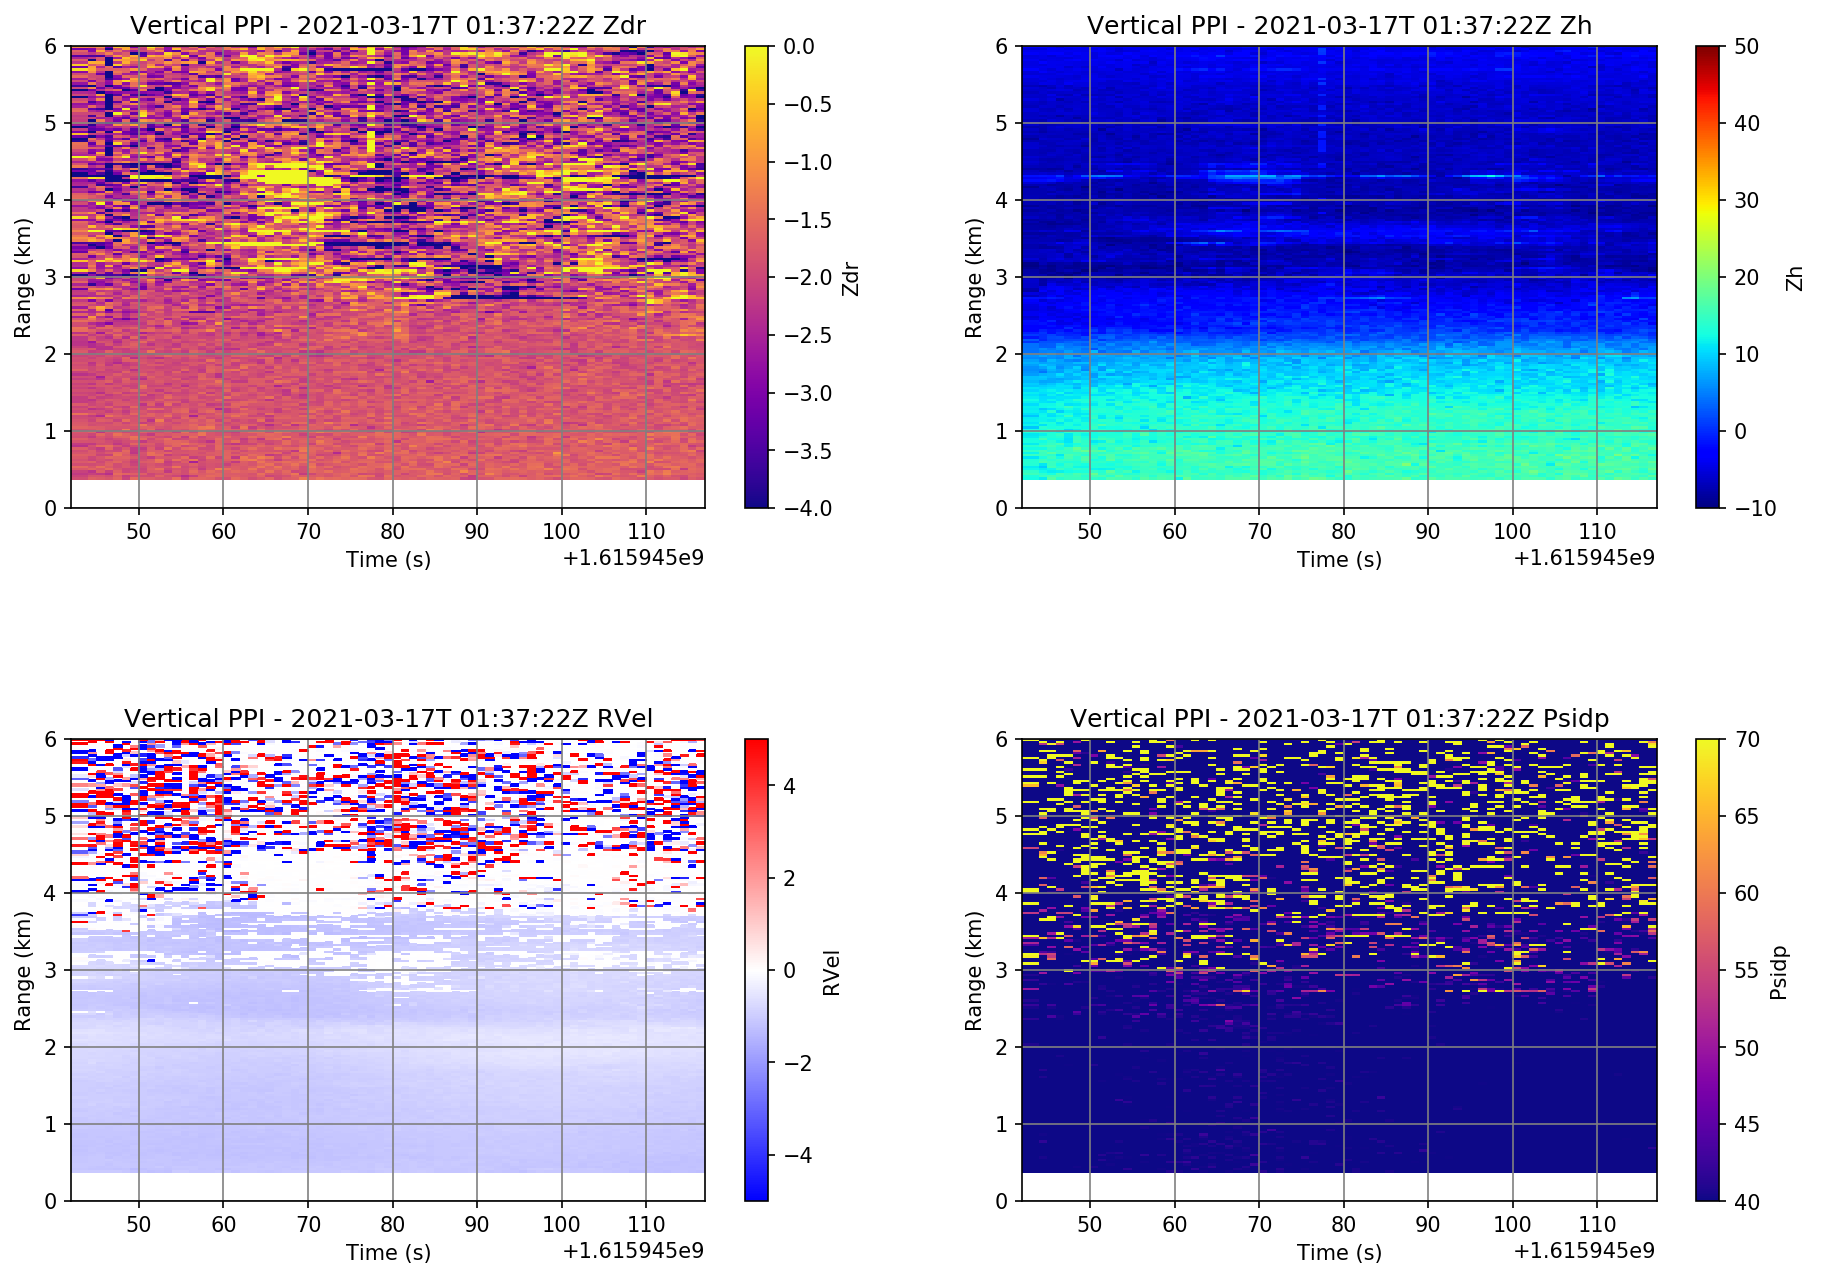 Vertical PPI - 2021-03-17T 01:37:22Z Zdr
6
5
4
3
2
1
0
Range (km)
50 60 70 80 90 100 110
Time (s)
+1.615945e9
0.0
−0.5
−1.0
−1.5
−2.0
−2.5
−3.0
−3.5
−4.0
Zdr
Vertical PPI - 2021-03-17T 01:37:22Z Zh
6
5
4
3
2
1
0
Range (km)
50 60 70 80 90 100 110
Time (s)
+1.615945e9
50
40
30
20
10
0
−10
Zh
Vertical PPI - 2021-03-17T 01:37:22Z RVel
6
5
4
3
2
1
0
Range (km)
50 60 70 80 90 100 110
Time (s)
+1.615945e9
4
2
0
−2
−4
RVel
Vertical PPI - 2021-03-17T 01:37:22Z Psidp
6
5
4
3
2
1
0
Range (km)
50 60 70 80 90 100 110
Time (s)
+1.615945e9
70
65
60
55
50
45
40
Psidp